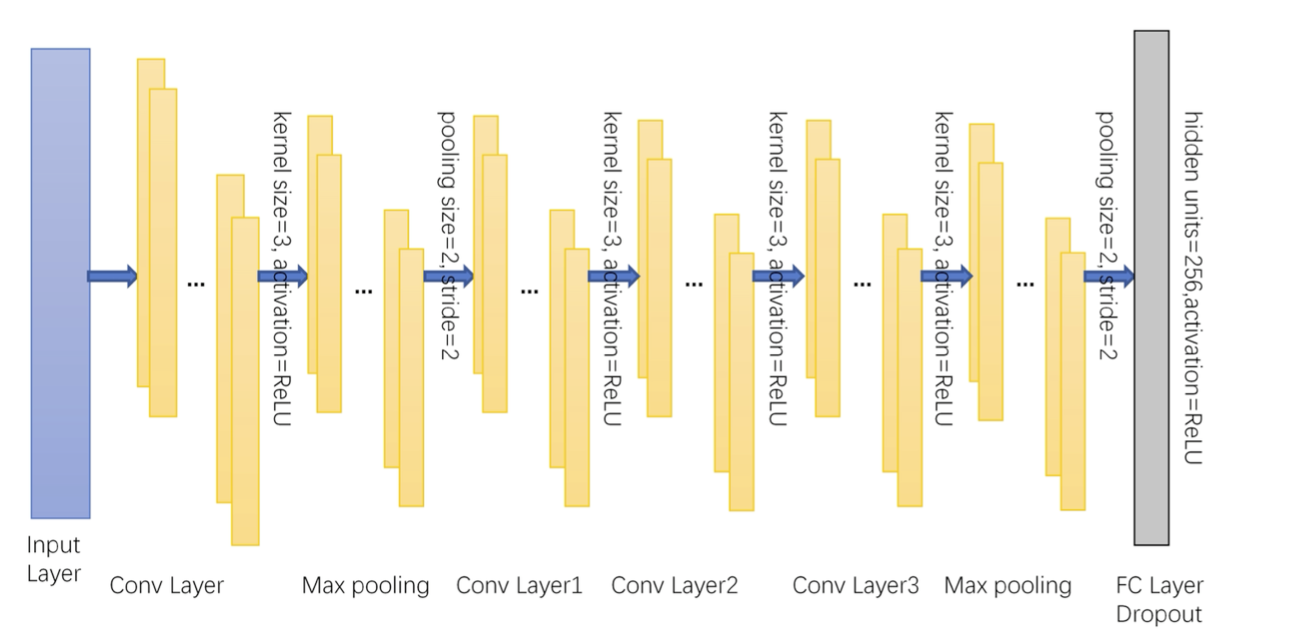 kernel size=3, activation=ReLU
pooling size=2, stride=2
kernel size=3, activation=ReLU
kernel size=3, activation=ReLU
kernel size=3, activation=ReLU
pooling size=2, stride=2
hidden units=256,activation=ReLU
...
...
...
...
...
...
Input
Layer
Conv Layer
Max pooling
Conv Layer1
Conv Layer2
Conv Layer3
Max pooling
FC Layer
Dropout